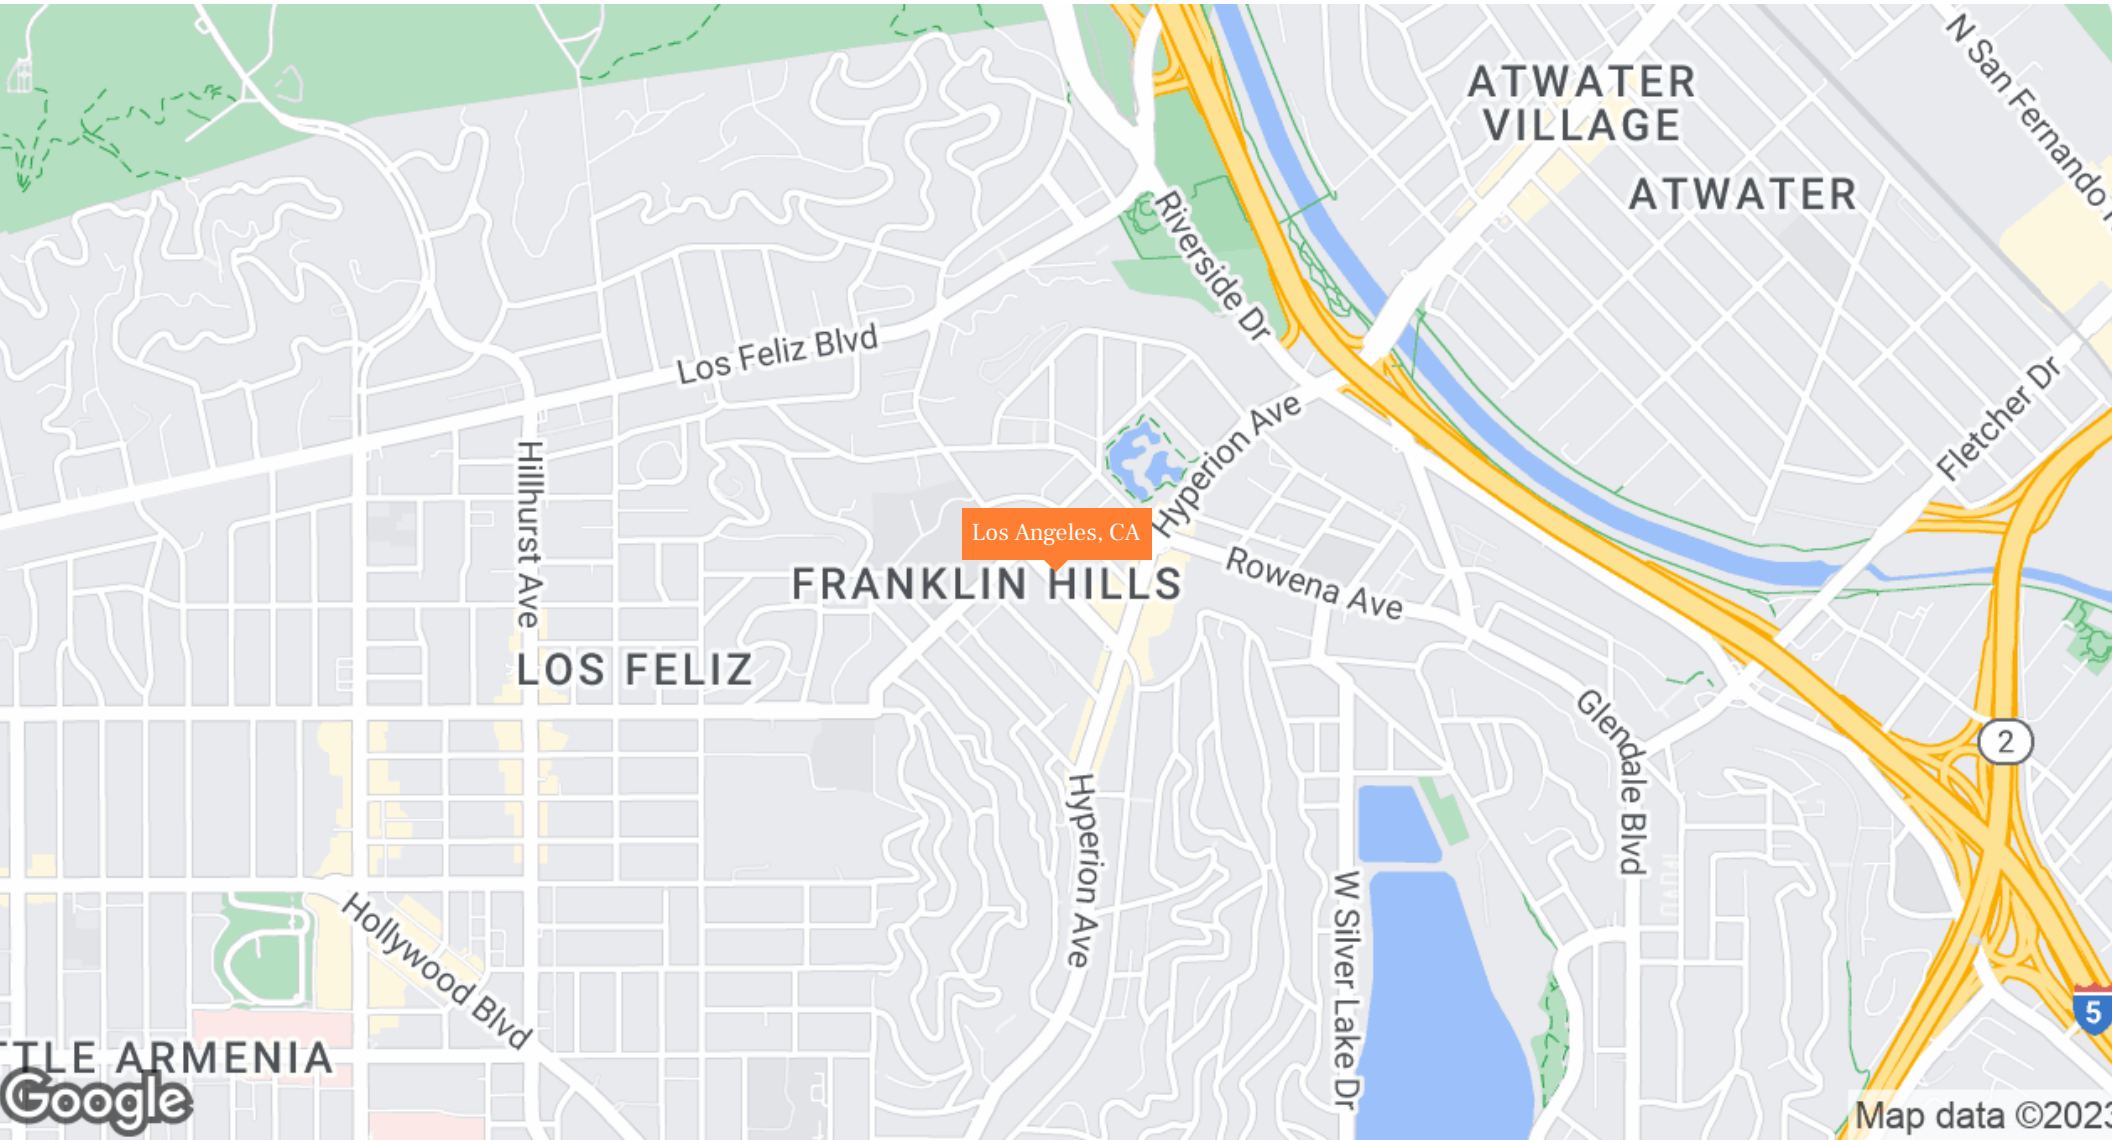 N San Fernando
ATWATER
VILLAGE
ATWATER
Riverside Dr
Los Feliz Blvd
Fletcher Dr
Hyperion Ave
Hillhurst Ave
Los Angeles, CA
FRANKLIN HILLS
Rowena Ave
LOS FELIZ
Glendale Blvd
2
Hyperion Ave
W Silver Lake Dr
Hollywood Blvd
5
TTLE ARMENIA
Google
Map data ©2023